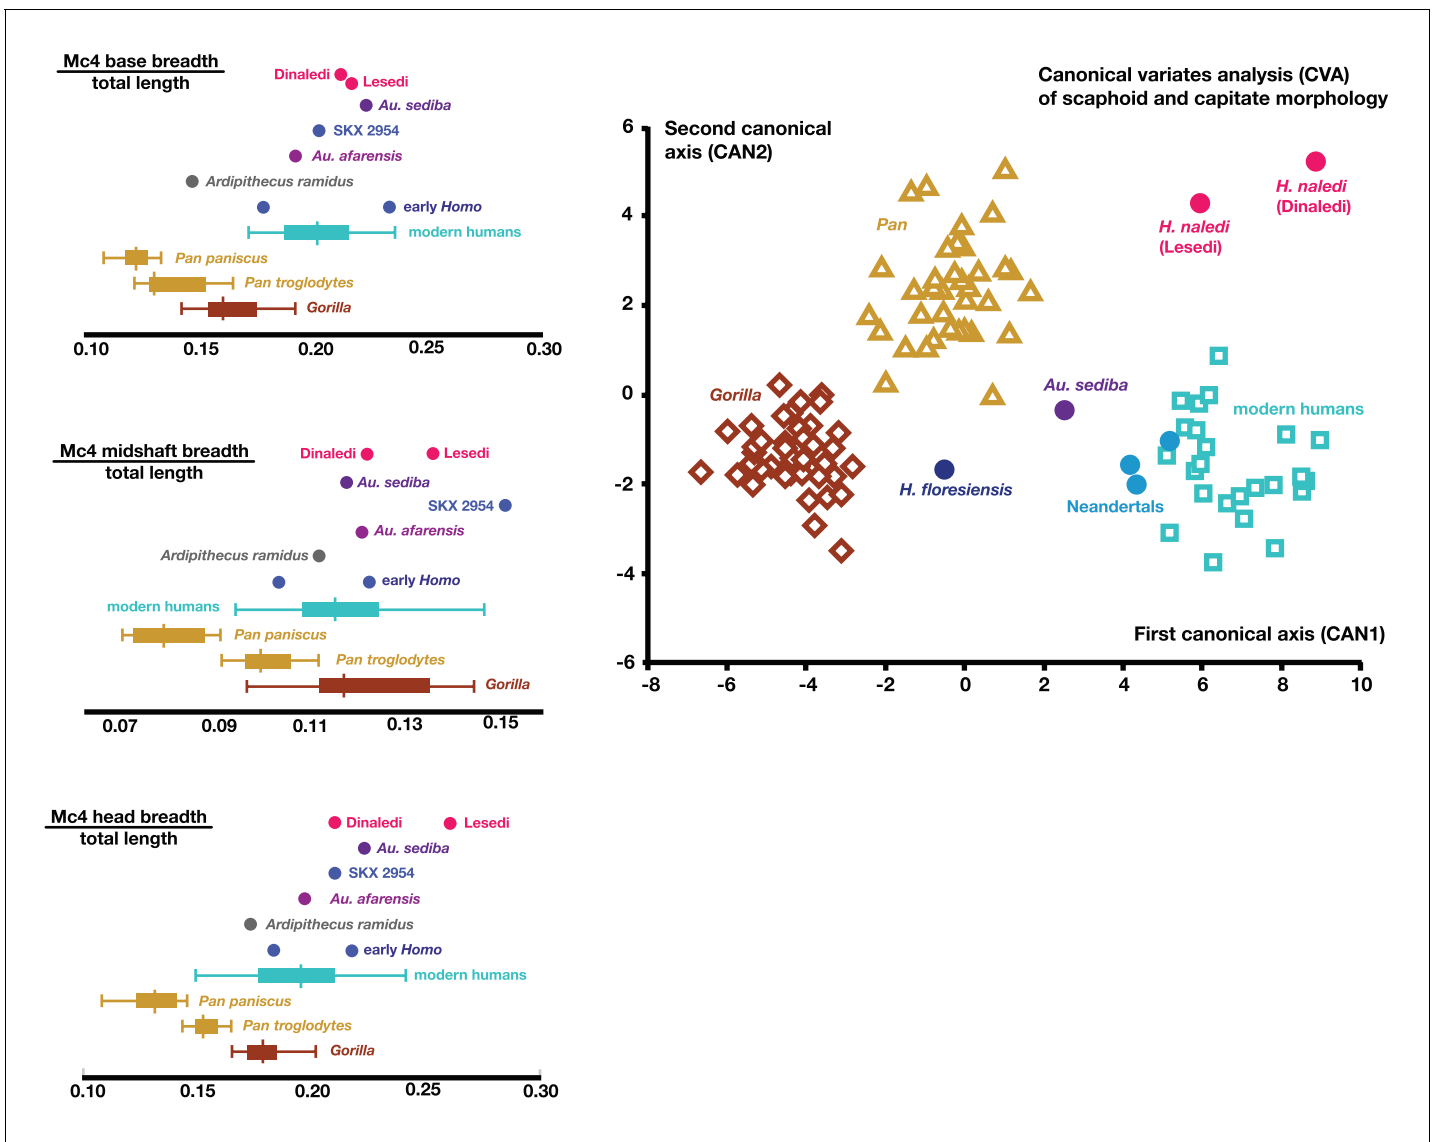 Mc4 base breadth
total length
Dinaledi
Lesedi
Au. sediba
SKX 2954
Au. afarensis
Ardipithecus ramidus
early Homo
modern humans
Pan paniscus
Pan troglodytes
Gorilla
0.10 0.15 0.20 0.25 0.30
Mc4 midshaft breadth
total length
Dinaledi Lesedi
Au. sediba
SKX 2954
Au. afarensis
Ardipithecus ramidus
early Homo
modern humans
Pan paniscus
Pan troglodytes
Gorilla
0.07 0.09 0.11 0.13 0.15
Mc4 head breadth
total length
Dinaledi Lesedi
Au. sediba
SKX 2954
Au. afarensis
Ardipithecus ramidus
early Homo
modern humans
Pan paniscus
Pan troglodytes
Gorilla
0.10 0.15 0.20 0.25 0.30
Canonical variates analysis (CVA)
of scaphoid and capitate morphology
Second canonical
axis (CAN2)
6
4
2
0
-2
-4
-6
Pan
H. naledi
(Dinaledi)
H. naledi
(Lesedi)
Au. sediba
Gorilla
modern humans
H. floresiensis
Neandertals
First canonical axis (CAN1)
-8 -6 -4 -2 0 2 4 6 8 10